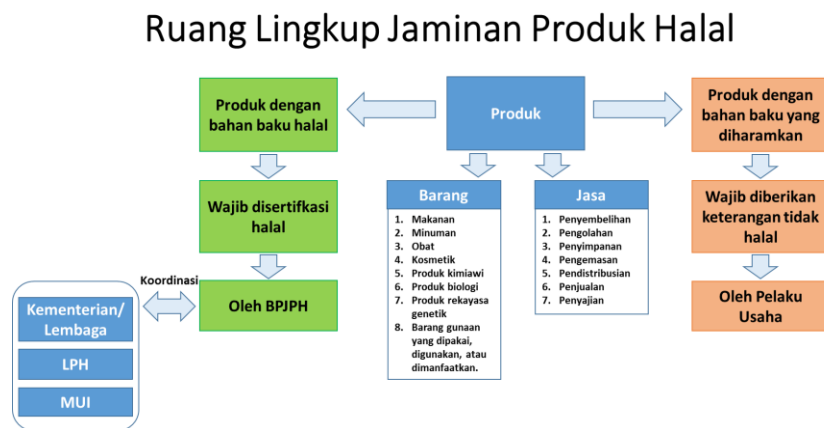 Ruang Lingkup Jaminan Produk Halal
Produk dengan
bahan baku halal
Wajib disertifkasi
halal
Oleh BPJPH
Koordinasi
Kementerian/
Lembaga
LPH
MUI
Produk
Barang
1. Makanan
2. Minuman
3. Obat
4. Kosmetik
5. Produk kimiawi
6. Produk biologi
7. Produk rekayasa
genetik
8. Barang gunaan
yang dipakai,
digunakan, atau
dimanfaatkan.
Jasa
1. Penyembelihan
2. Pengolahan
3. Penyimpanan
4. Pengemasan
5. Pendistribusian
6. Penjualan
7. Penyajian
Produk dengan
bahan baku yang
diharamkan
Wajib diberikan
keterangan tidak
halal
Oleh Pelaku
Usaha